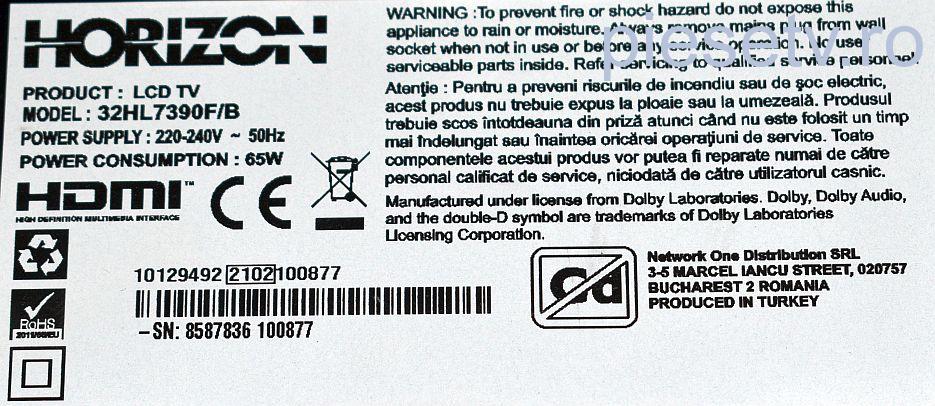 HORIZON
PRODUCT : LCD TV
MODEL : 32HL7390F/B
POWER SUPPLY : 220-240V ~ 50Hz
POWER CONSUMPTION : 65W
HDMI™
HIGH DEFINITION MULTIMEDIA INTERFACE
CE
WARNING :To prevent fire or shock hazard do not expose this
appliance to rain or moisture. Always remove mains plug from wall
socket when not in use or before any service operation. No user
serviceable parts inside. Refer servicing to qualified service personnel
piesetv.ro
Atenţie : Pentru a preveni riscurile de incendiu sau de şoc electric,
acest produs nu trebuie expus la ploaie sau la umezeală. Produsul
trebuie scos întotdeauna din priză atunci când nu este folosit un timp
mai îndelungat sau înaintea oricărei operaţiuni de service. Toate
componentele acestui produs vor putea fi reparate numai de către
personal calificat de service, niciodată de către utilizatorul casnic.
Manufactured under license from Dolby Laboratories. Dolby, Dolby Audio,
and the double-D symbol are trademarks of Dolby Laboratories
Licensing Corporation.
10129492 2102 100877
-SN: 8587836 100877
RoHS
2011/65/EU
Cd
Network One Distribution SRL
3-5 MARCEL IANCU STREET, 020757
BUCHAREST 2 ROMANIA
PRODUCED IN TURKEY